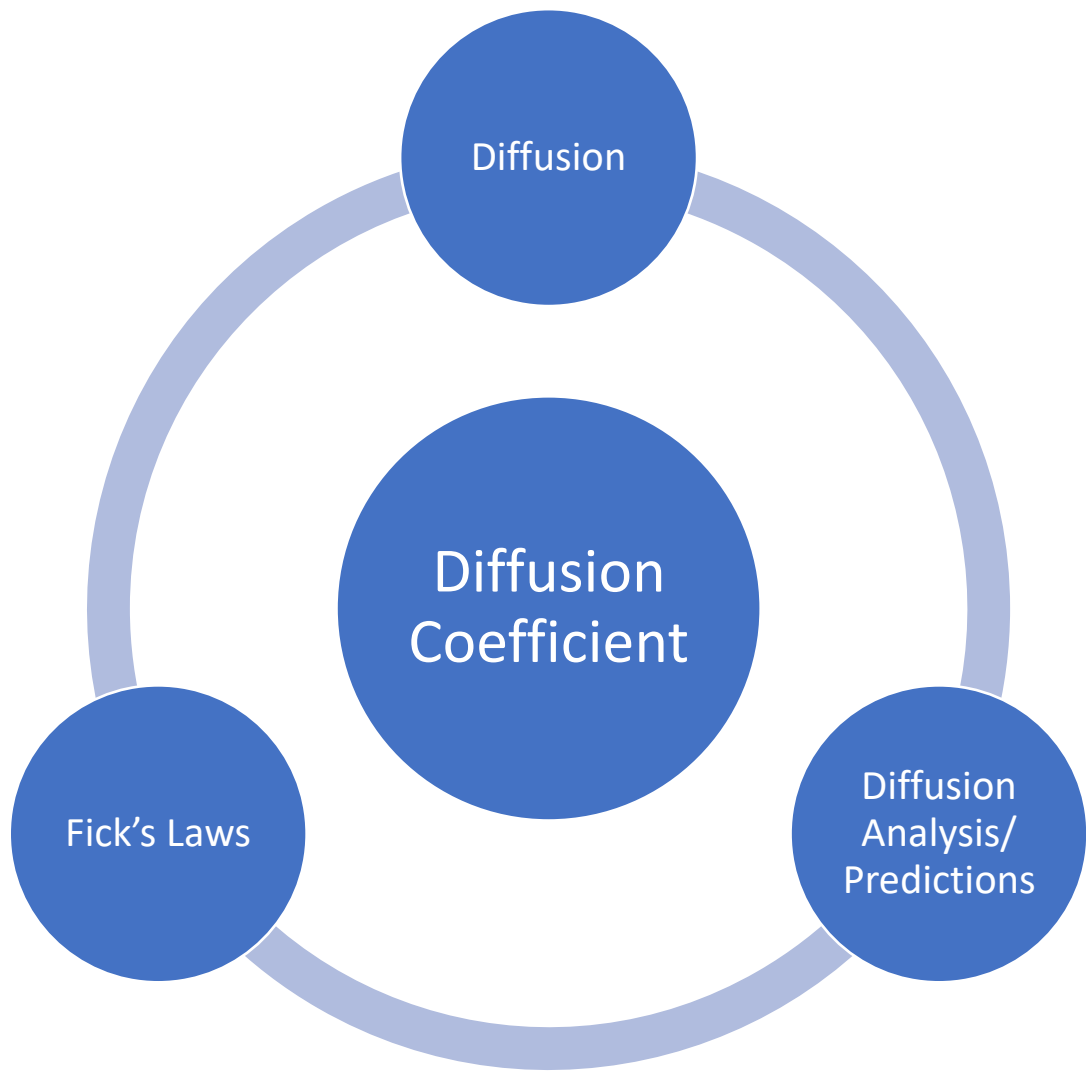 Diffusion
Diffusion
Coefficient
Fick’s Laws
Diffusion
Analysis/
Predictions